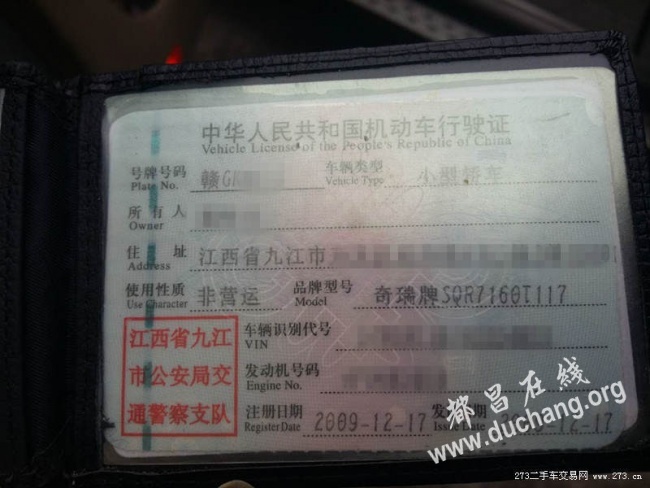 中华人民共和国机动车行驶证
Vehicle License of the People's Republic of China
号牌号码 赣G 车辆类型 小型轿车
Plate No. Vehicle Type
所有人
Owner
住 址 江西省九江市
Address
使用性质 非营运 品牌型号 奇瑞牌SQR7160T117
Use Character Model
江西省九江
市公安局交
通警察支队
车辆识别代号
VIN
发动机号码
Engine No.
注册日期 2009-12-17 发
Register Date Issue Date -12-17
都昌在线
www.duchang.org
273二手车交易网 www.273.cn